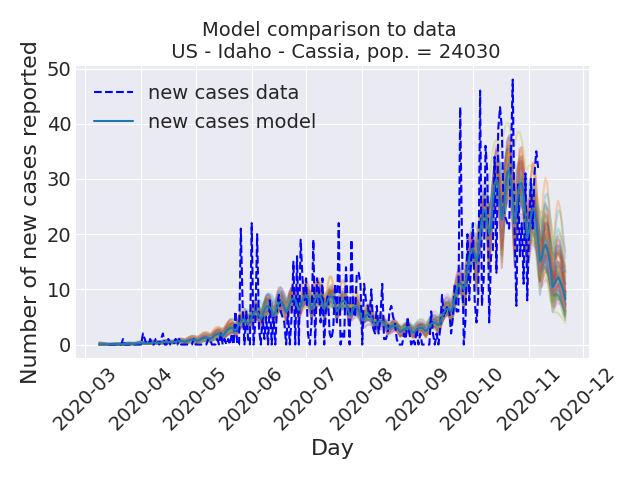 Model comparison to data
US - Idaho - Cassia, pop. = 24030
Number of new cases reported
50
40
30
20
10
0
new cases data
new cases model
2020-03
2020-04
2020-05
2020-06
2020-07
2020-08
2020-09
2020-10
2020-11
2020-12
Day